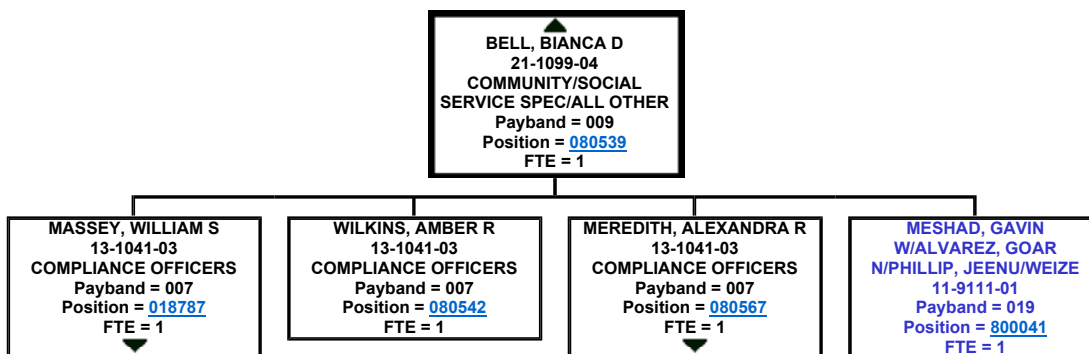 BELL, BIANCA D
21-1099-04
COMMUNITY/SOCIAL
SERVICE SPEC/ALL OTHER
Payband = 009
Position = 080539
FTE = 1
MASSEY, WILLIAM S
13-1041-03
COMPLIANCE OFFICERS
Payband = 007
Position = 018787
FTE = 1
WILKINS, AMBER R
13-1041-03
COMPLIANCE OFFICERS
Payband = 007
Position = 080542
FTE = 1
MEREDITH, ALEXANDRA R
13-1041-03
COMPLIANCE OFFICERS
Payband = 007
Position = 080567
FTE = 1
MESHAD, GAVIN
W/ALVAREZ, GOAR
N/PHILLIP, JEENU/WEIZE
11-9111-01
Payband = 019
Position = 800041
FTE = 1